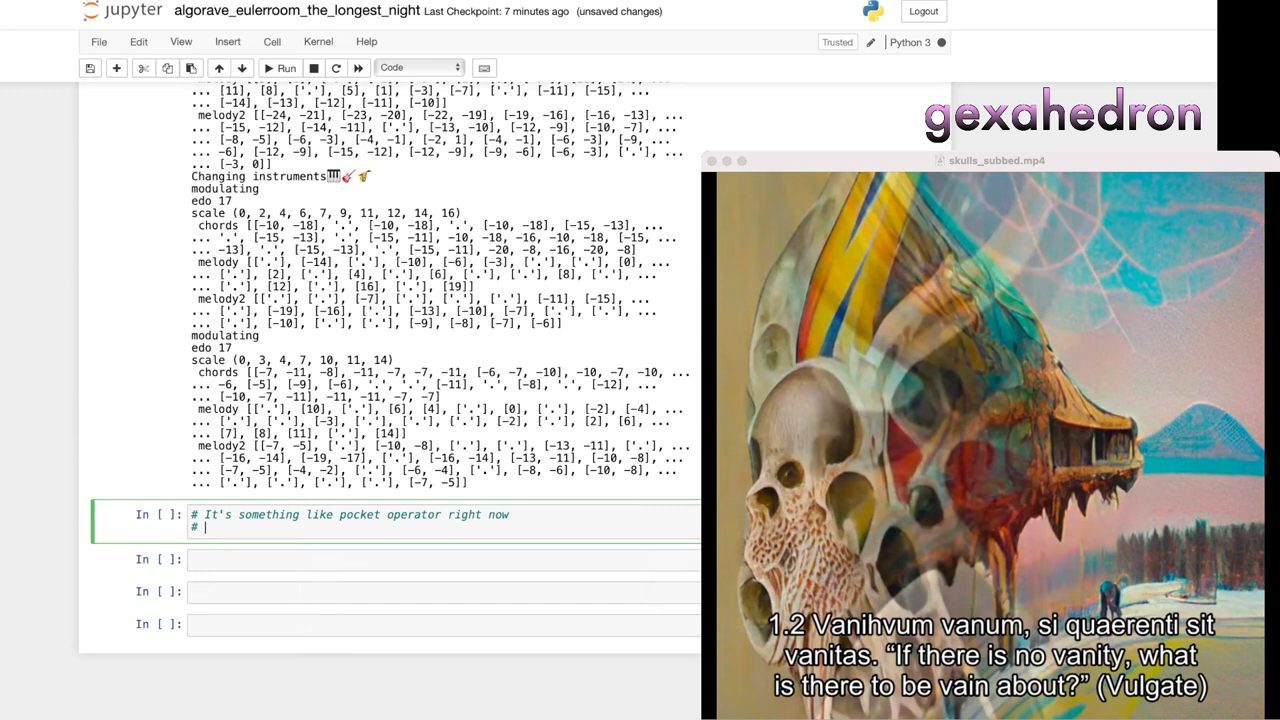 jupyter algorave_eulerroom_the_longest_night Last Checkpoint: 7 minutes ago (unsaved changes) Logout
File Edit View Insert Cell Kernel Help Trusted Python 3
Run Code
... [11], [8], ['.'], [5], [1], [-3], [-7], ['.'], [-11], [-15], ...
... [-14], [-13], [-12], [-11], [-10]]
melody2 [[-24, -21], [-23, -20], [-22, -19], [-19, -16], [-16, -13], ...
... [-15, -12], [-14, -11], ['.'], [-13, -10], [-12, -9], [-10, -7], ...
... [-8, -5], [-6, -3], [-4, -1], [-2, 1], [-4, -1], [-6, -3], [-9, ...
... -6], [-12, -9], [-15, -12], [-12, -9], [-9, -6], [-6, -3], ['.'], ...
... [-3, 0]]
Changing instruments🎹🎸🎷
modulating
edo 17
scale (0, 2, 4, 6, 7, 9, 11, 12, 14, 16)
chords [[-10, -18], '.', [-10, -18], '.', [-10, -18], [-15, -13], ...
... '.', [-15, -13], '.', [-15, -11], -10, -18, -16, -10, -18, [-15, ...
... -13], '.', [-15, -13], '.', [-15, -11], -20, -8, -16, -20, -8]
melody [['.'], [-14], ['.'], [-10], [-6], [-3], ['.'], ['.'], [0], ...
... ['.'], [2], ['.'], [4], ['.'], [6], ['.'], ['.'], [8], ['.'], ...
... ['.'], [12], ['.'], [16], ['.'], [19]]
melody2 [['.'], ['.'], [-7], ['.'], ['.'], ['.'], [-11], [-15], ...
... ['.'], [-19], [-16], ['.'], [-13], [-10], [-7], ['.'], ['.'], ...
... ['.'], [-10], ['.'], ['.'], [-9], [-8], [-7], [-6]]
modulating
edo 17
scale (0, 3, 4, 7, 10, 11, 14)
chords [[-7, -11, -8], -11, -7, -7, -11, [-6, -7, -10], -10, -7, -10, ...
... -6, [-5], [-9], [-6], '.', '.', [-11], '.', [-8], '.', [-12], ...
... [-10, -7, -11], -11, -11, -7, -7]
melody [['.'], [10], ['.'], [6], [4], ['.'], [0], ['.'], [-2], [-4], ...
... ['.'], ['.'], [-3], ['.'], ['.'], ['.'], [-2], ['.'], [2], [6], ...
... [7], [8], [11], ['.'], [14]]
melody2 [[-7, -5], ['.'], [-10, -8], ['.'], ['.'], [-13, -11], ['.'], ...
... [-16, -14], [-19, -17], ['.'], [-16, -14], [-13, -11], [-10, -8], ...
... [-7, -5], [-4, -2], ['.'], [-6, -4], ['.'], [-8, -6], [-10, -8], ...
... ['.'], ['.'], ['.'], ['.'], [-7, -5]]
In [ ]: # It's something like pocket operator right now
#
In [ ]:
In [ ]:
In [ ]:
gexahedron
skulls_subbed.mp4
1.2 Vanihvum vanum, si quaerenti sit
vanitas. “If there is no vanity, what
is there to be vain about?” (Vulgate)